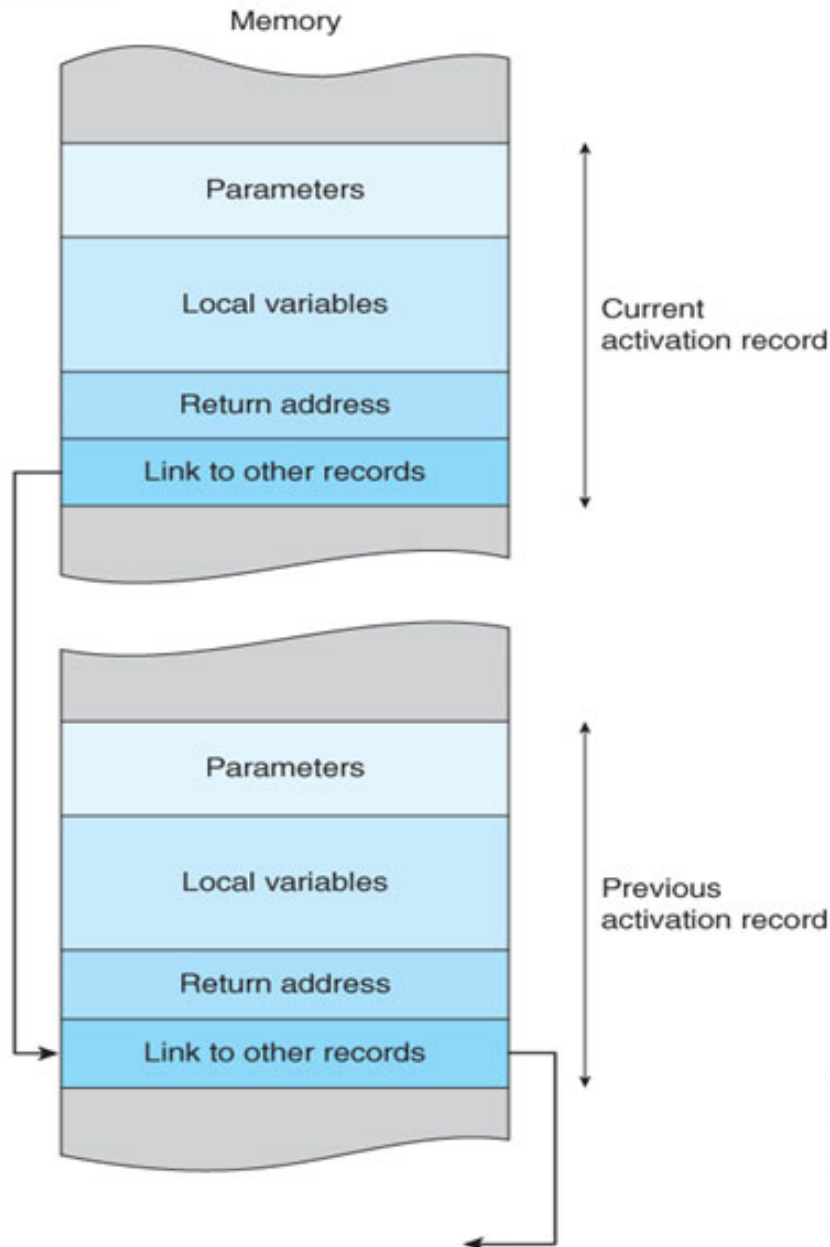 Memory
Parameters
Local variables
Return address
Link to other records
Current
activation record
Parameters
Local variables
Return address
Link to other records
Previous
activation record